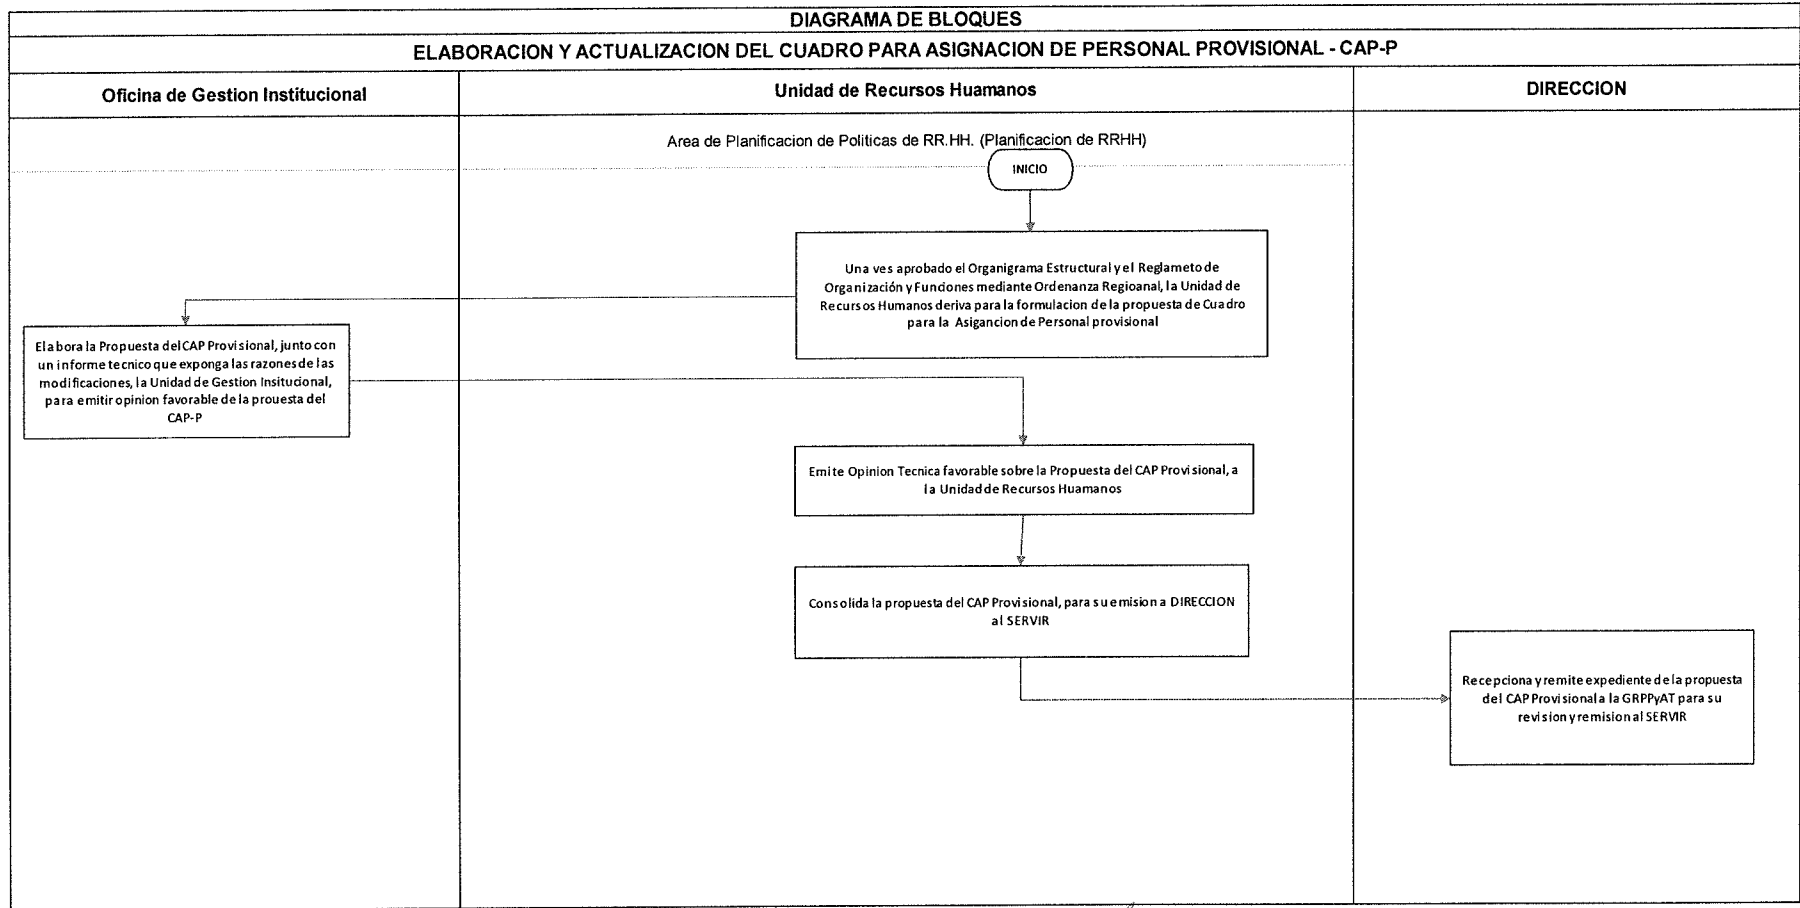 DIAGRAMA DE BLOQUES
ELABORACION Y ACTUALIZACION DEL CUADRO PARA ASIGNACION DE PERSONAL PROVISIONAL - CAP-P
Oficina de Gestion Institucional
Unidad de Recursos Huamanos
DIRECCION
Area de Planificacion de Politicas de RR.HH. (Planificacion de RRHH)
INICIO
Una ves aprobado el Organigrama Estructural y el Reglameto de
Organización y Funciones mediante Ordenanza Regioanal, la Unidad de
Recursos Humanos deriva para la formulacion de la propuesta de Cuadro
para la Asigancion de Personal provisional
Elabora la Propuesta del CAP Provisional, junto con
un informe tecnico que exponga las razones de las
modificaciones, la Unidad de Gestion Insitucional,
para emitir opinion favorable de la prouesta del
CAP-P
Emite Opinion Tecnica favorable sobre la Propuesta del CAP Provisional, a
la Unidad de Recursos Huamanos
Consolida la propuesta del CAP Provisional, para su emision a DIRECCION
al SERVIR
Recepciona y remite expediente de la propuesta
del CAP Provisional a la GRPPyAT para su
revision y remision al SERVIR